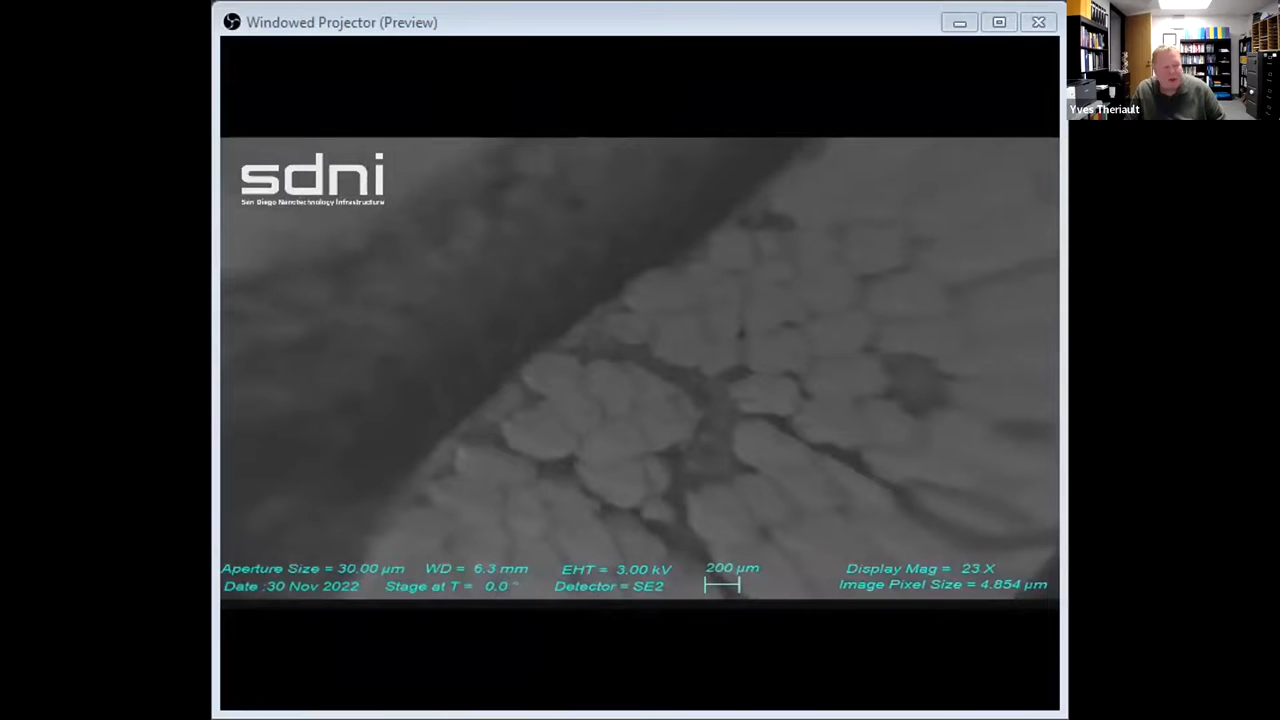 Windowed Projector (Preview)
Yves Theriault
sdni
San Diego Nanotechnology Infrastructure
Aperture Size = 30.00 µm WD = 6.3 mm EHT = 3.00 kV 200 µm Display Mag = 23 X
Date :30 Nov 2022 Stage at T = 0.0 ° Detector = SE2 Image Pixel Size = 4.854 µm